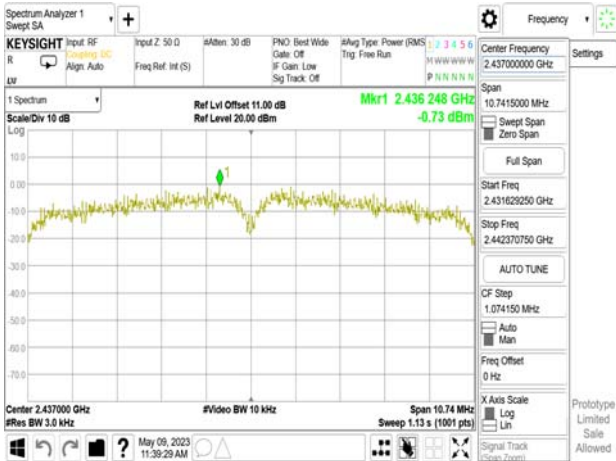 Spectrum Analyzer 1
Swept SA
KEYSIGHT
R
Input: RF
Coupling: DC
Align: Auto
Input Z: 50 Ω
Freq Ref: Int (S)
#Atten: 30 dB
PNO: Best Wide
Gate: Off
IF Gain: Low
Sig Track: Off
#Avg Type: Power (RMS
Trig: Free Run
1 2 3 4 5 6
M W W W W W
P N N N N N
1 Spectrum
Scale/Div 10 dB
Log
Ref Lvl Offset 11.00 dB
Ref Level 20.00 dBm
Mkr1 2.436 248 GHz
-0.73 dBm
1
10.0
0.00
-10.0
-20.0
-30.0
-40.0
-50.0
-60.0
-70.0
Center 2.437000 GHz
#Res BW 3.0 kHz
#Video BW 10 kHz
Span 10.74 MHz
Sweep 1.13 s (1001 pts)
May 09, 2023
11:39:29 AM
Frequency
Settings
Center Frequency
2.437000000 GHz
Span
10.7415000 MHz
Swept Span
Zero Span
Full Span
Start Freq
2.431629250 GHz
Stop Freq
2.442370750 GHz
AUTO TUNE
CF Step
1.074150 MHz
Auto
Man
Freq Offset
0 Hz
X Axis Scale
Log
Lin
Signal Track
(Span Zoom)
Prototype
Limited
Sale
Allowed